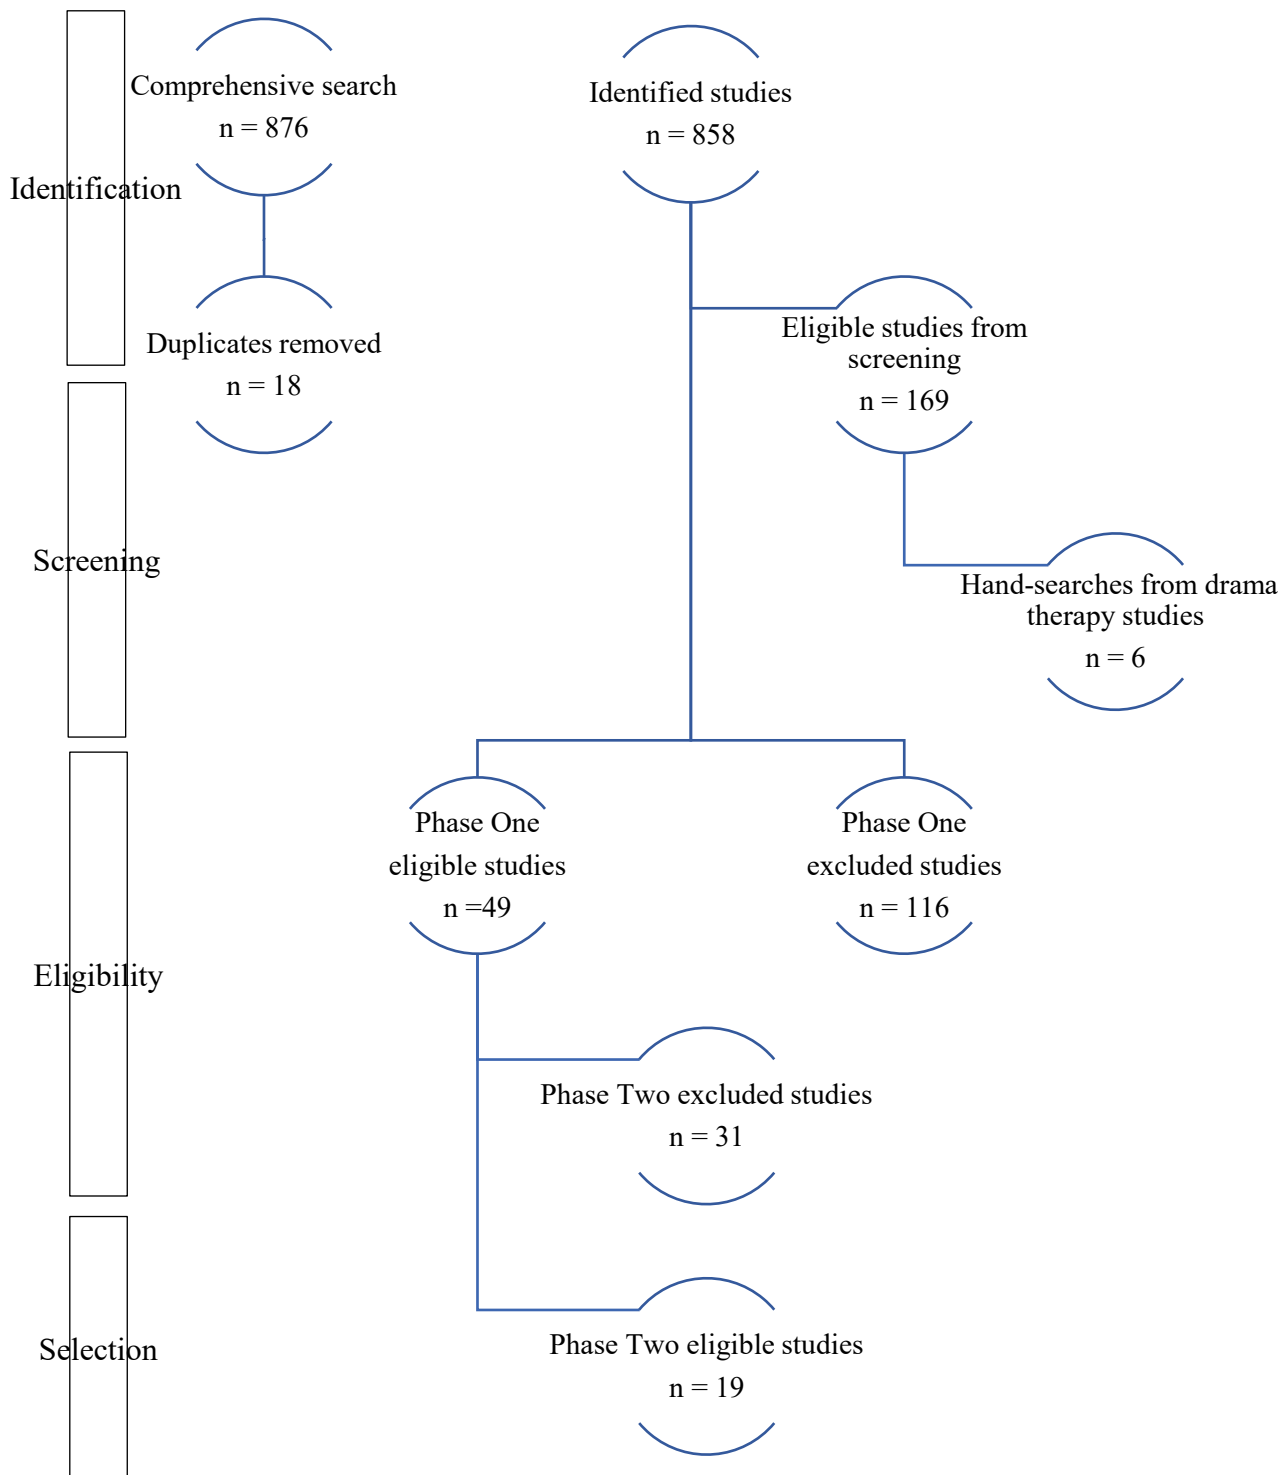 Identification
Comprehensive search
n = 876
Identified studies
n = 858
Duplicates removed
n = 18
Eligible studies from
screening
n = 169
Screening
Hand-searches from drama
therapy studies
n = 6
Eligibility
Phase One
eligible studies
n =49
Phase One
excluded studies
n = 116
Phase Two excluded studies
n = 31
Selection
Phase Two eligible studies
n = 19